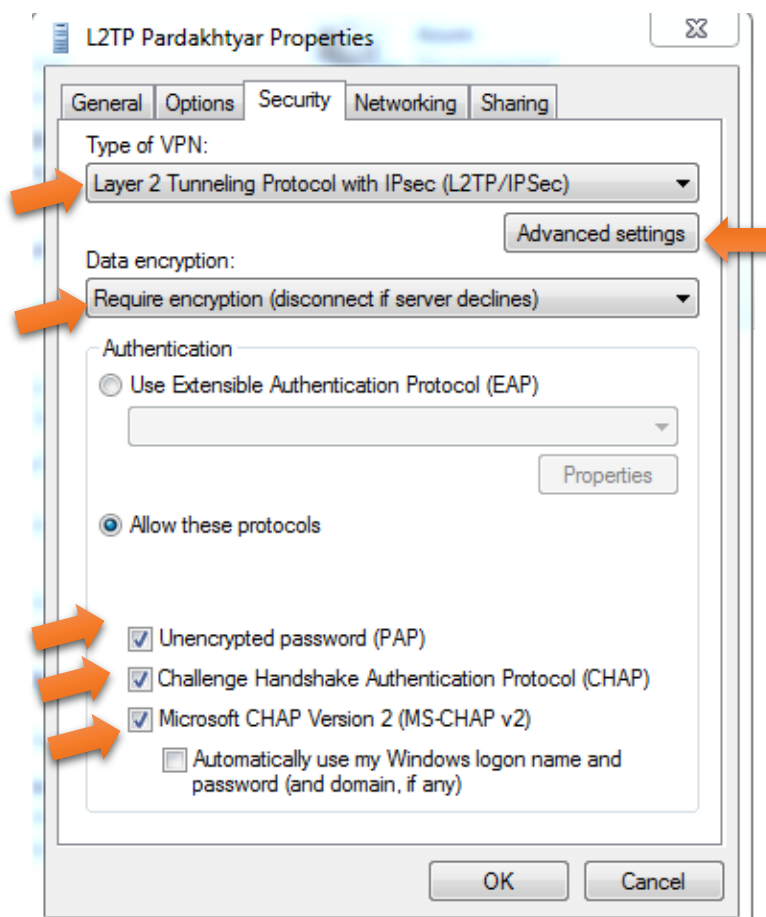 L2TP Pardakhtyar Properties
General Options Security Networking Sharing
Type of VPN:
Layer 2 Tunneling Protocol with IPsec (L2TP/IPSec)
Advanced settings
Data encryption:
Require encryption (disconnect if server declines)
Authentication
Use Extensible Authentication Protocol (EAP)
Properties
Allow these protocols
Unencrypted password (PAP)
Challenge Handshake Authentication Protocol (CHAP)
Microsoft CHAP Version 2 (MS-CHAP v2)
Automatically use my Windows logon name and
password (and domain, if any)
OK Cancel